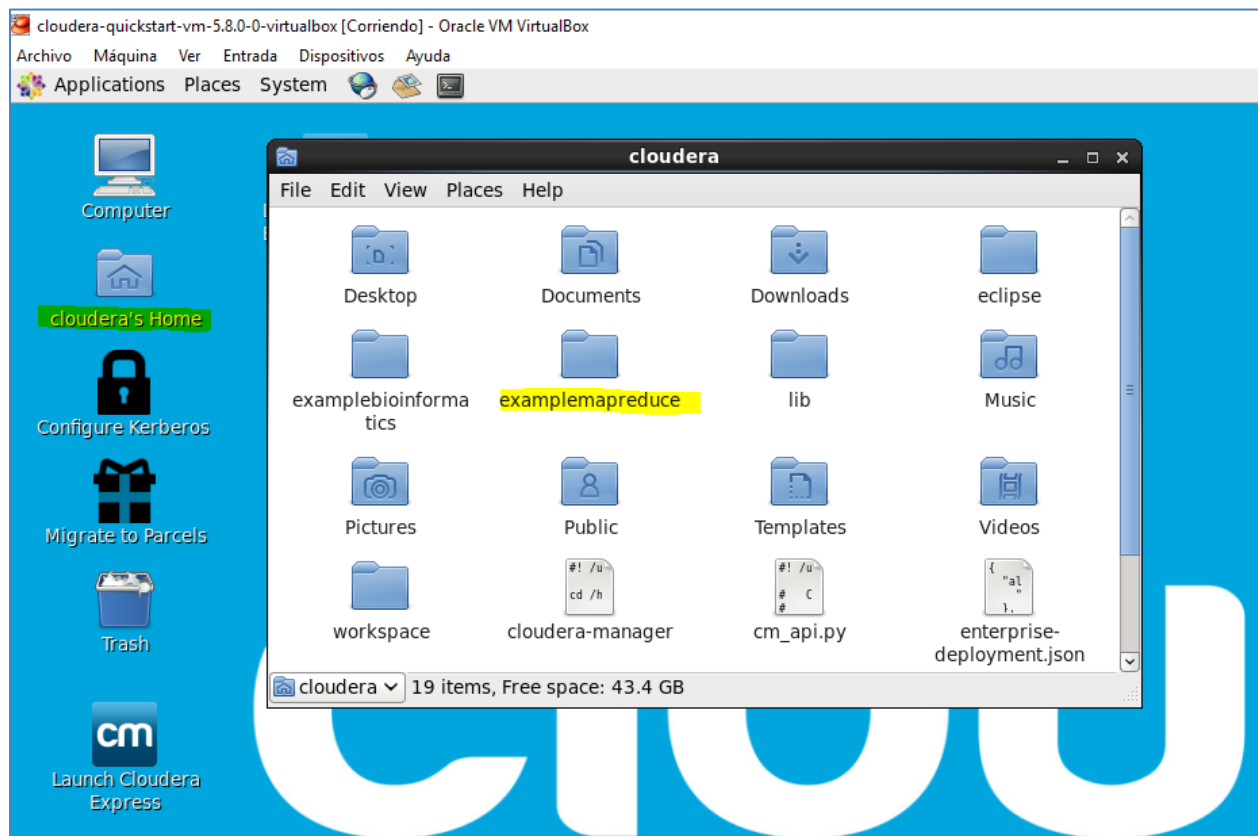 cloudera-quickstart-vm-5.8.0-0-virtualbox [Corriendo] - Oracle VM VirtualBox
Archivo Máquina Ver Entrada Dispositivos Ayuda
Applications Places System
Computer
cloudera's Home
Configure Kerberos
Migrate to Parcels
Trash
cm
Launch Cloudera
Express
cloudera
File Edit View Places Help
Desktop Documents Downloads eclipse
examplebioinforma
tics
examplemapreduce lib Music
Pictures Public Templates Videos
#! /u
cd /h
#! /u
# C
#
{
"al
"
},
workspace cloudera-manager cm_api.py enterprise-
deployment.json
cloudera 19 items, Free space: 43.4 GB
clou